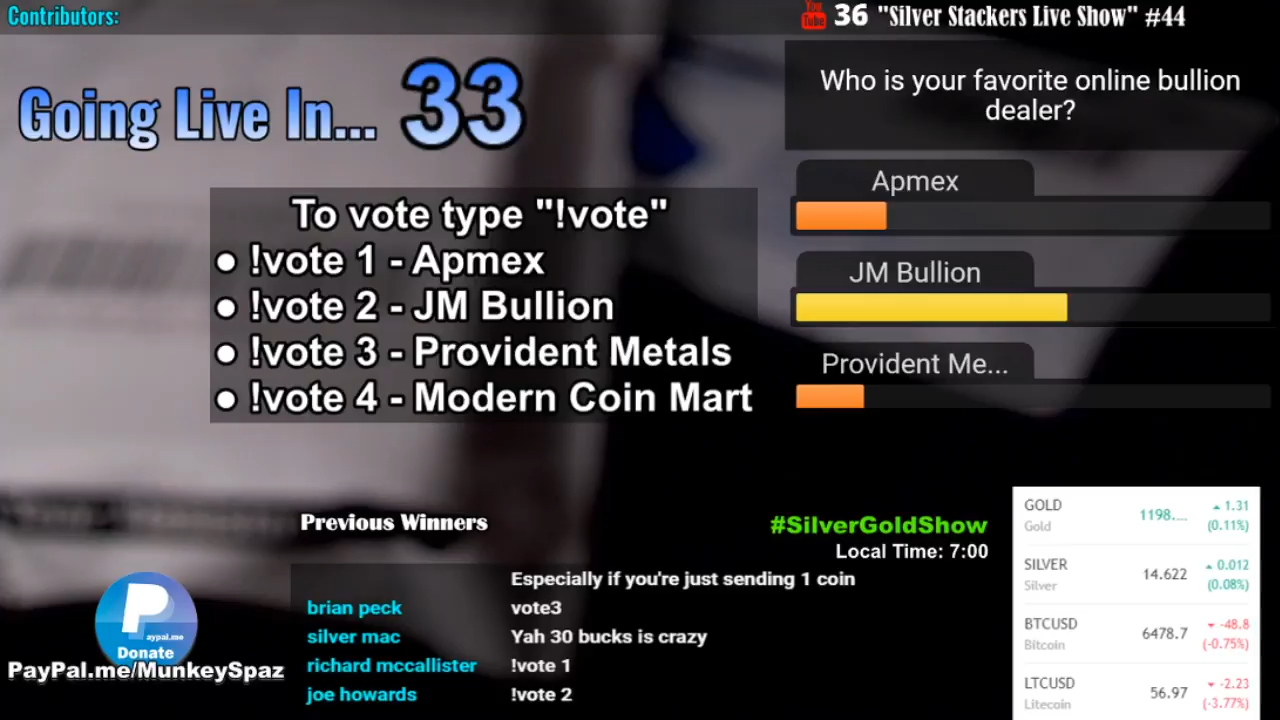 Contributors:
You Tube 36 "Silver Stackers Live Show" #44
Going Live In... 33
Who is your favorite online bullion
dealer?
Apmex
JM Bullion
Provident Me...
To vote type "!vote"
● !vote 1 - Apmex
● !vote 2 - JM Bullion
● !vote 3 - Provident Metals
● !vote 4 - Modern Coin Mart
Previous Winners
#SilverGoldShow
Local Time: 7:00
Especially if you're just sending 1 coin
brian peck vote3
silver mac Yah 30 bucks is crazy
richard mccallister !vote 1
joe howards !vote 2
Paypal.me
Donate
PayPal.me/MunkeySpaz
GOLD 1198.... ▲ 1.31
Gold (0.11%)
SILVER 14.622 ▲ 0.012
Silver (0.08%)
BTCUSD 6478.7 ▼ -48.8
Bitcoin (-0.75%)
LTCUSD 56.97 ▼ -2.23
Litecoin (-3.77%)